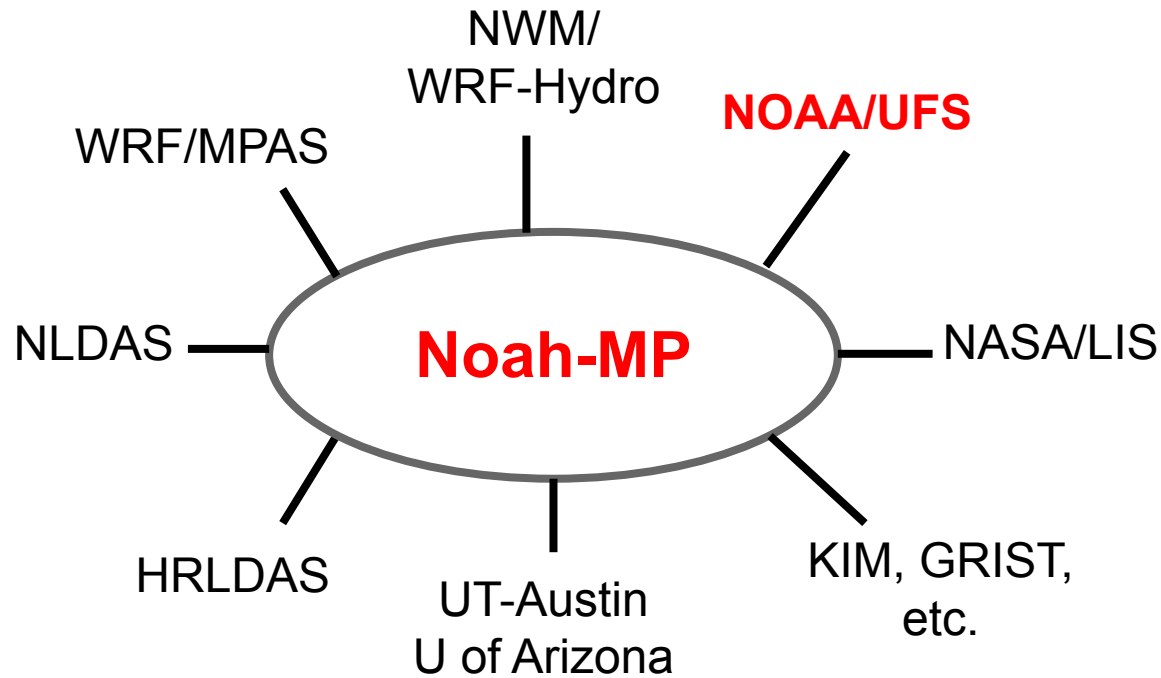 NWM/
WRF-Hydro
NOAA/UFS
WRF/MPAS
NLDAS
Noah-MP
NASA/LIS
HRLDAS
UT-Austin
U of Arizona
KIM, GRIST,
etc.